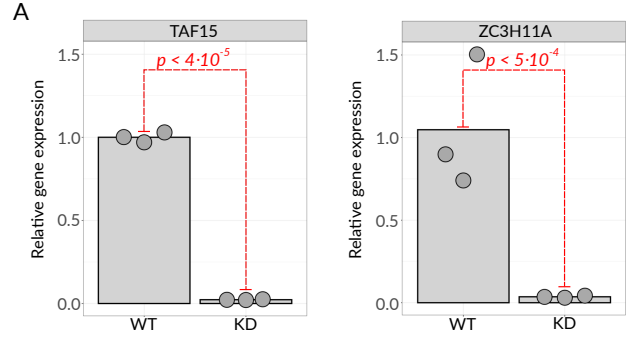 A
TAF15
1.5
1.0
0.5
0.0
Relative gene expression
p < 4·10⁻⁵
WT
KD
ZC3H11A
1.5
1.0
0.5
0.0
Relative gene expression
p < 5·10⁻⁴
WT
KD